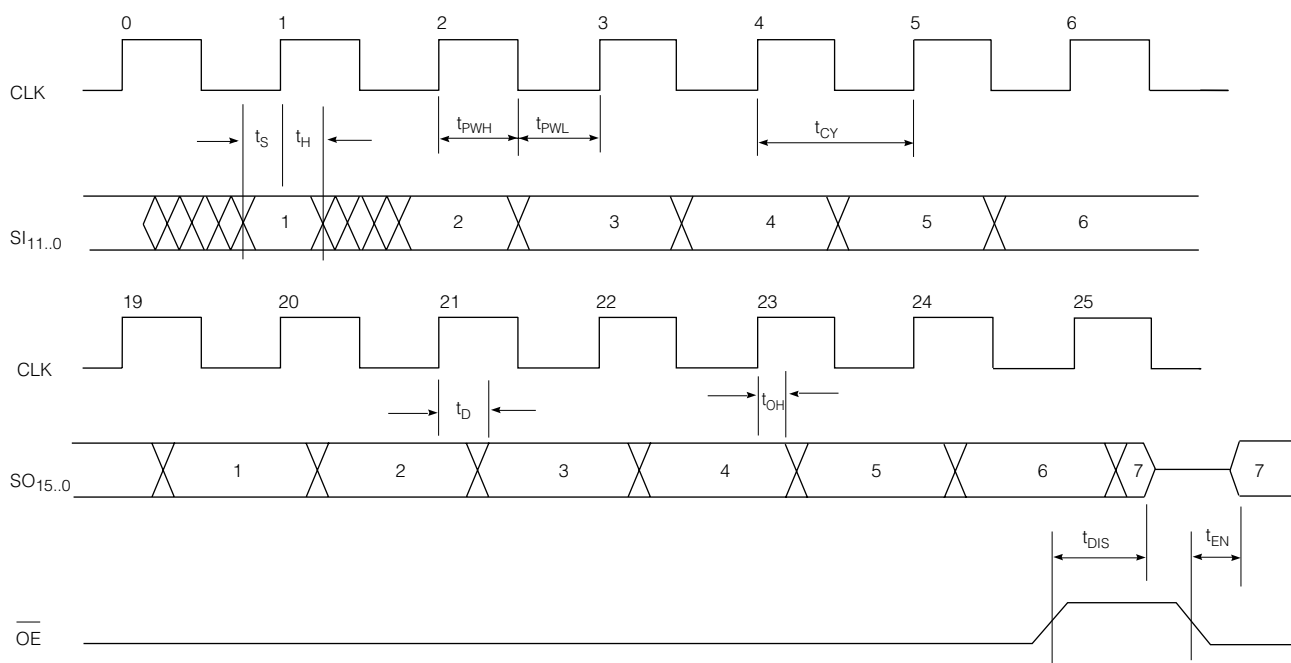 0 1 2 3 4 5 6
CLK
tS tH tPWH tPWL tCY
SI11..0 1 2 3 4 5 6
19 20 21 22 23 24 25
CLK
tD tOH
SO15..0 1 2 3 4 5 6 7 7
tDIS tEN
OE